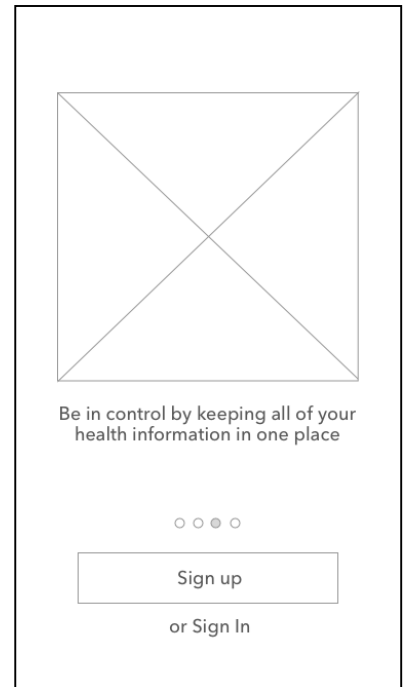 Be in control by keeping all of your
health information in one place
Sign up
or Sign In